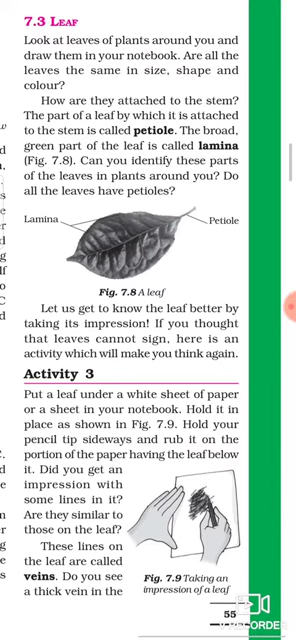 7.3 LEAF
Look at leaves of plants around you and
draw them in your notebook. Are all the
leaves the same in size, shape and
colour?
How are they attached to the stem?
The part of a leaf by which it is attached
to the stem is called petiole. The broad,
green part of the leaf is called lamina
(Fig. 7.8). Can you identify these parts
of the leaves in plants around you? Do
all the leaves have petioles?
Lamina
Petiole
Fig. 7.8 A leaf
Let us get to know the leaf better by
taking its impression! If you thought
that leaves cannot sign, here is an
activity which will make you think again.
Activity 3
Put a leaf under a white sheet of paper
or a sheet in your notebook. Hold it in
place as shown in Fig. 7.9. Hold your
pencil tip sideways and rub it on the
portion of the paper having the leaf below
it. Did you get an
impression with
some lines in it?
Are they similar to
those on the leaf?
These lines on
the leaf are called
veins. Do you see
a thick vein in the
Fig. 7.9 Taking an
impression of a leaf
55